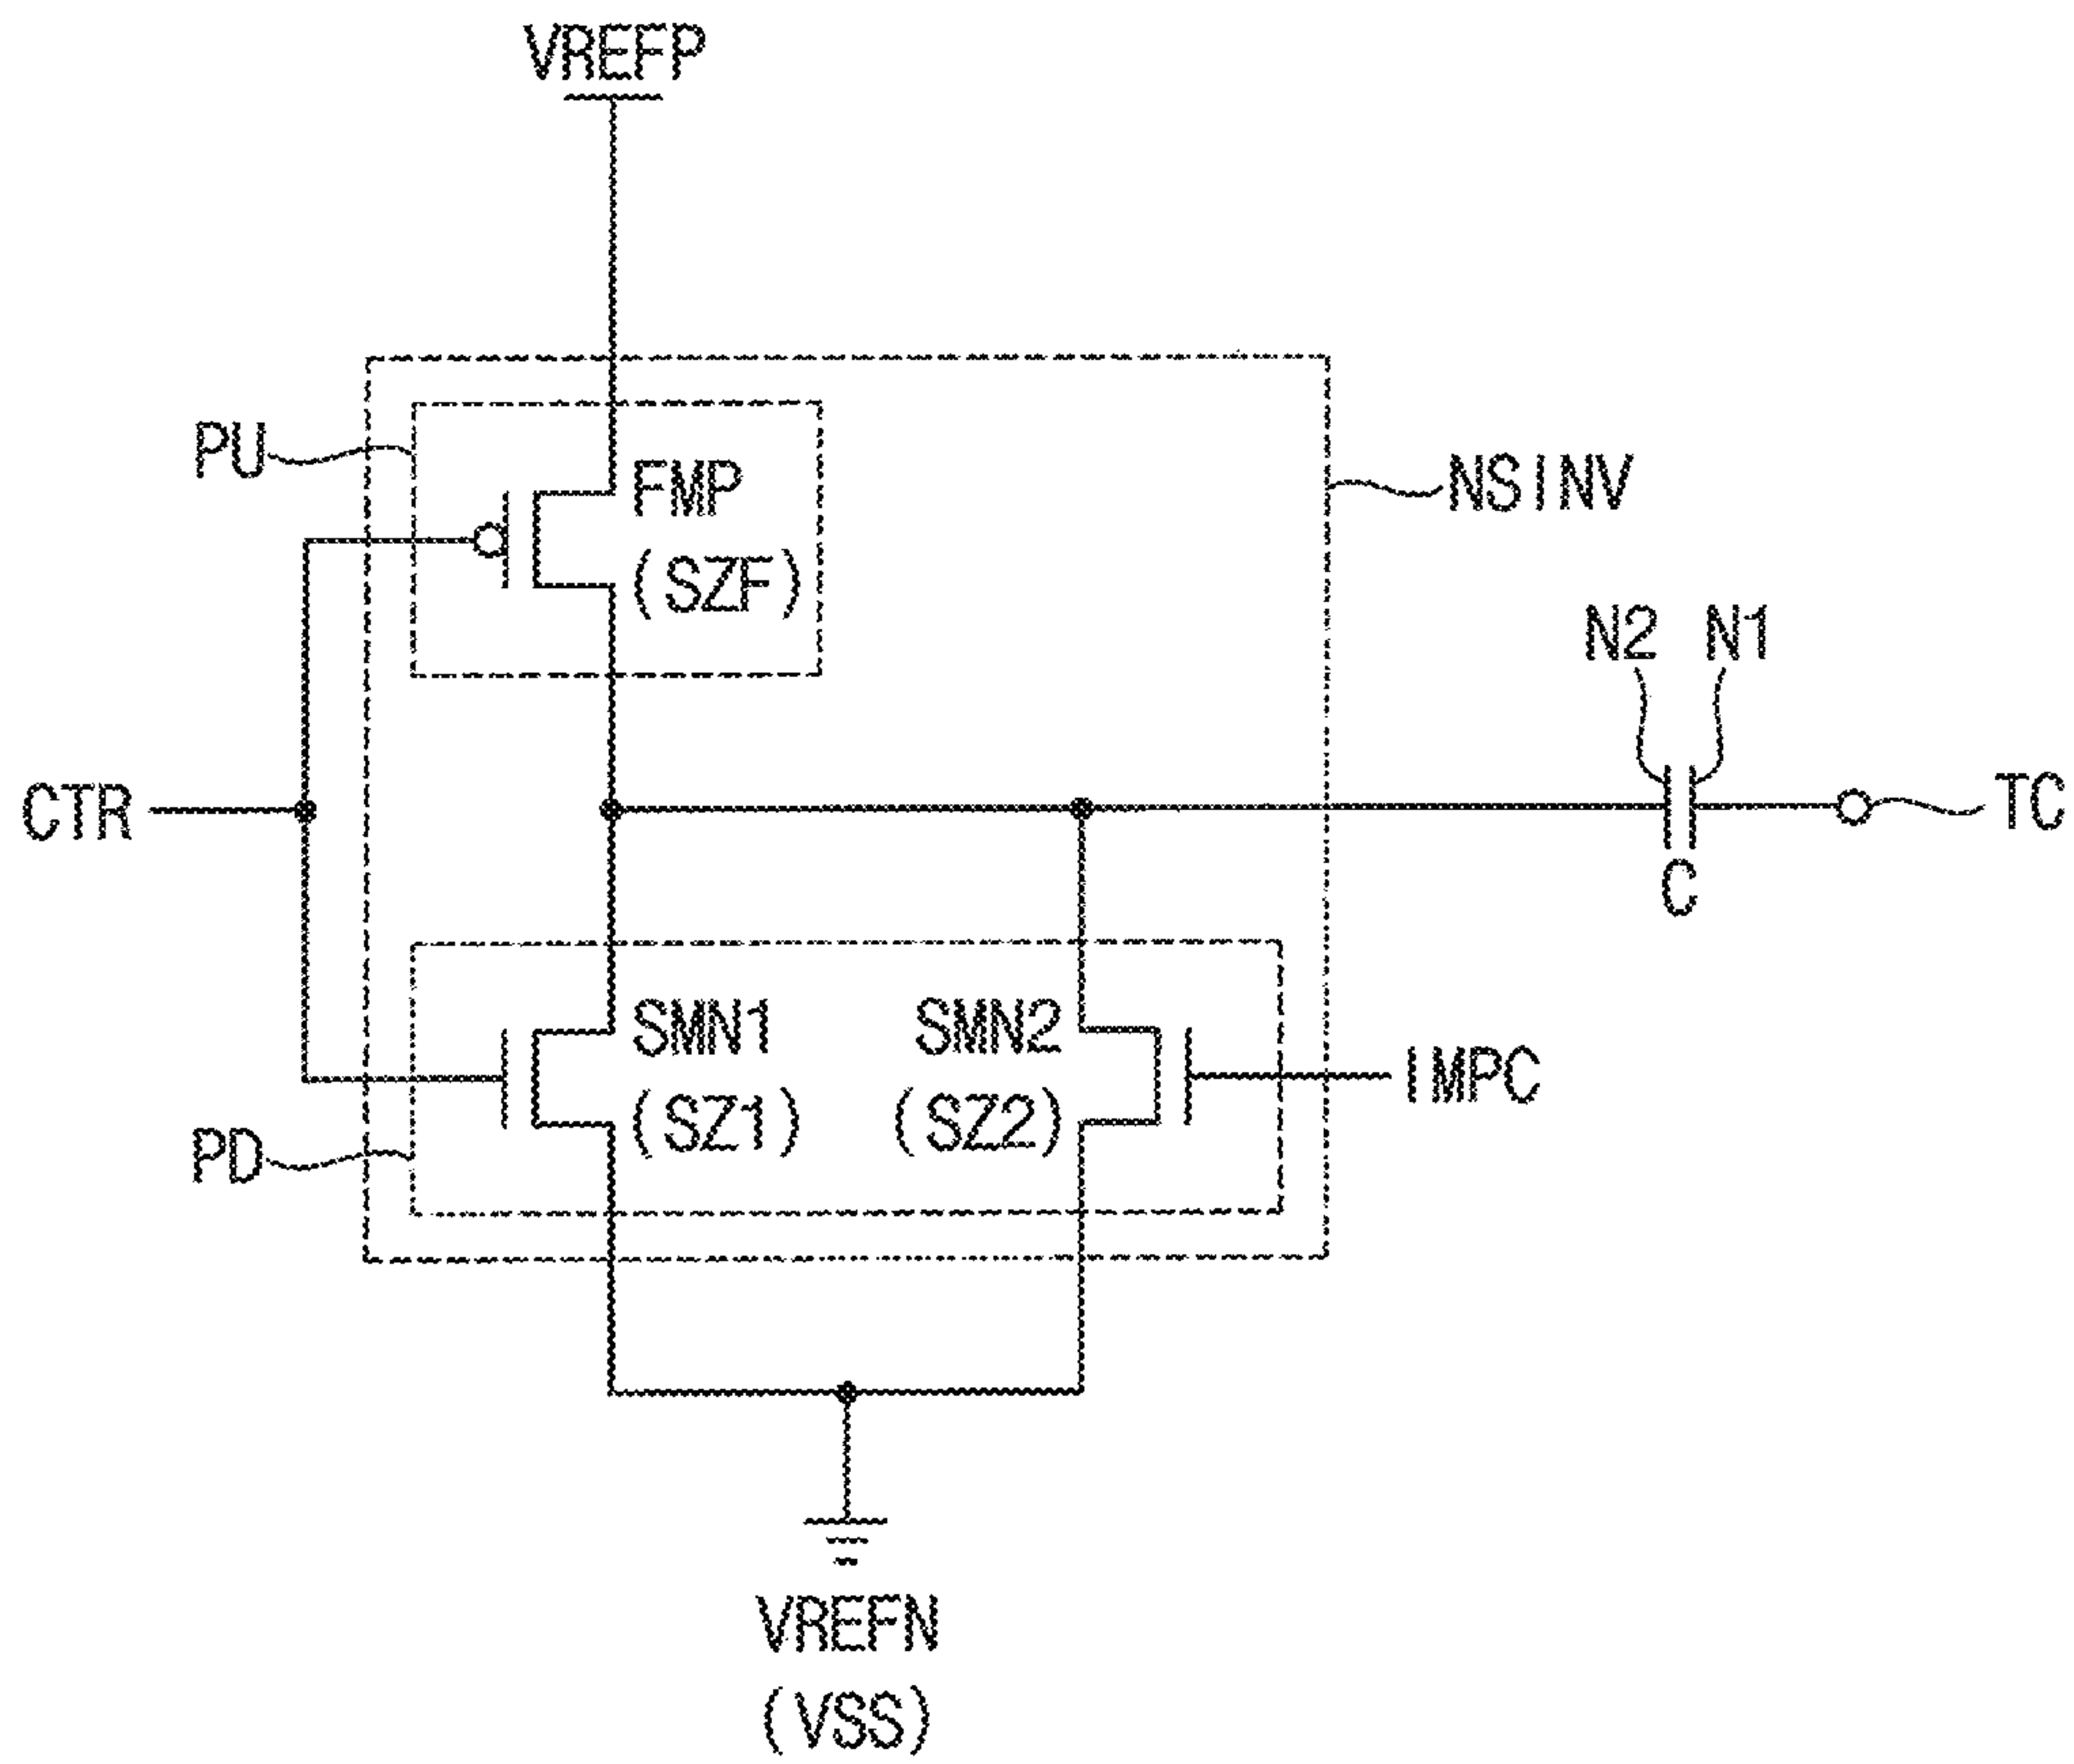 VREFP
PU
FMP
(SZF)
NSINV
N2 N1
CTR
TC
C
SMN1
(SZ1)
SMN2
(SZ2)
IMPC
PD
VREFN
(VSS)